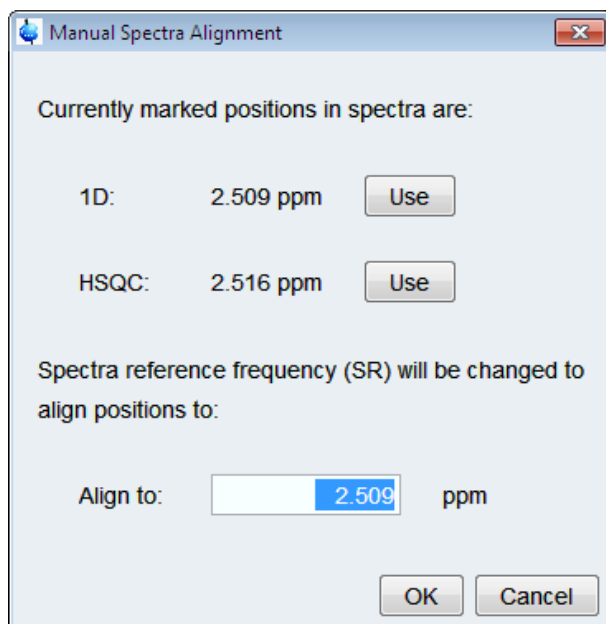 Manual Spectra Alignment
Currently marked positions in spectra are:
1D: 2.509 ppm Use
HSQC: 2.516 ppm Use
Spectra reference frequency (SR) will be changed to
align positions to:
Align to: 2.509 ppm
OK Cancel